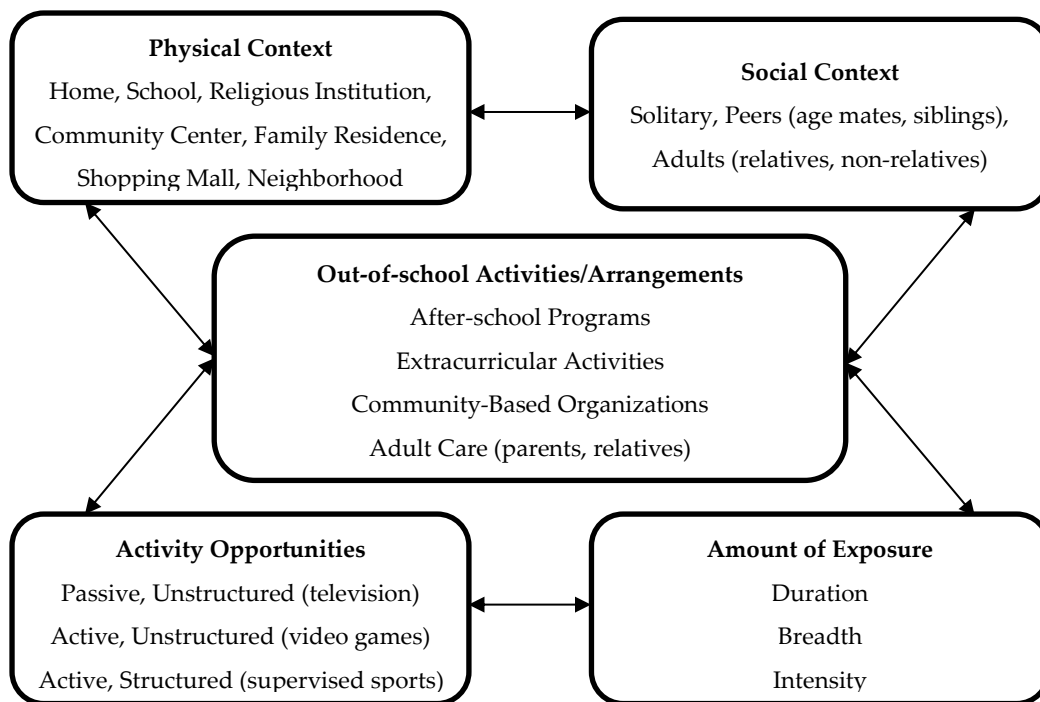 Physical Context
Home, School, Religious Institution,
Community Center, Family Residence,
Shopping Mall, Neighborhood
Social Context
Solitary, Peers (age mates, siblings),
Adults (relatives, non-relatives)
Out-of-school Activities/Arrangements
After-school Programs
Extracurricular Activities
Community-Based Organizations
Adult Care (parents, relatives)
Activity Opportunities
Passive, Unstructured (television)
Active, Unstructured (video games)
Active, Structured (supervised sports)
Amount of Exposure
Duration
Breadth
Intensity